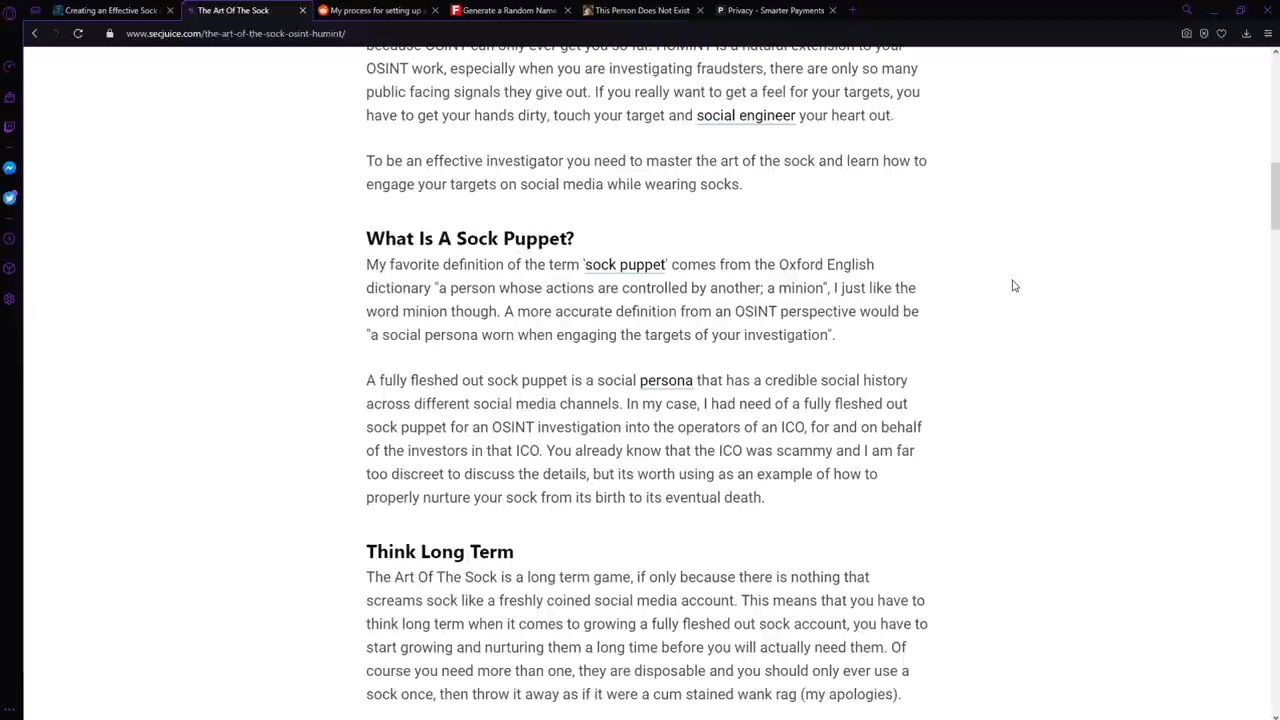 Creating an Effective Sock
The Art Of The Sock
My process for setting up
Generate a Random Name
This Person Does Not Exist
Privacy - Smarter Payments
www.secjuice.com/the-art-of-the-sock-osint-humint/
because OSINT can only ever get you so far. HUMINT is a natural extension to your
OSINT work, especially when you are investigating fraudsters, there are only so many
public facing signals they give out. If you really want to get a feel for your targets, you
have to get your hands dirty, touch your target and social engineer your heart out.
To be an effective investigator you need to master the art of the sock and learn how to
engage your targets on social media while wearing socks.
What Is A Sock Puppet?
My favorite definition of the term 'sock puppet' comes from the Oxford English
dictionary "a person whose actions are controlled by another; a minion", I just like the
word minion though. A more accurate definition from an OSINT perspective would be
"a social persona worn when engaging the targets of your investigation".
A fully fleshed out sock puppet is a social persona that has a credible social history
across different social media channels. In my case, I had need of a fully fleshed out
sock puppet for an OSINT investigation into the operators of an ICO, for and on behalf
of the investors in that ICO. You already know that the ICO was scammy and I am far
too discreet to discuss the details, but its worth using as an example of how to
properly nurture your sock from its birth to its eventual death.
Think Long Term
The Art Of The Sock is a long term game, if only because there is nothing that
screams sock like a freshly coined social media account. This means that you have to
think long term when it comes to growing a fully fleshed out sock account, you have to
start growing and nurturing them a long time before you will actually need them. Of
course you need more than one, they are disposable and you should only ever use a
sock once, then throw it away as if it were a cum stained wank rag (my apologies).